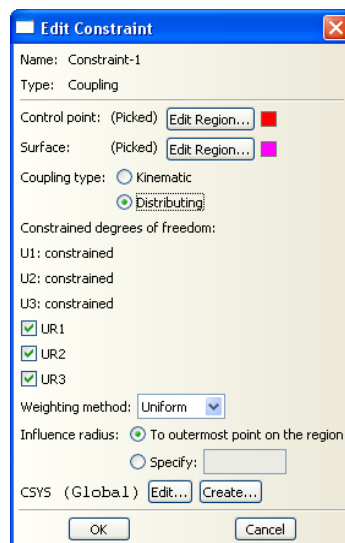 Edit Constraint
Name: Constraint-1
Type: Coupling
Control point: (Picked) Edit Region...
Surface: (Picked) Edit Region...
Coupling type: Kinematic
Distributing
Constrained degrees of freedom:
U1: constrained
U2: constrained
U3: constrained
UR1
UR2
UR3
Weighting method: Uniform
Influence radius: To outermost point on the region
Specify:
CSYS (Global) Edit... Create...
OK Cancel